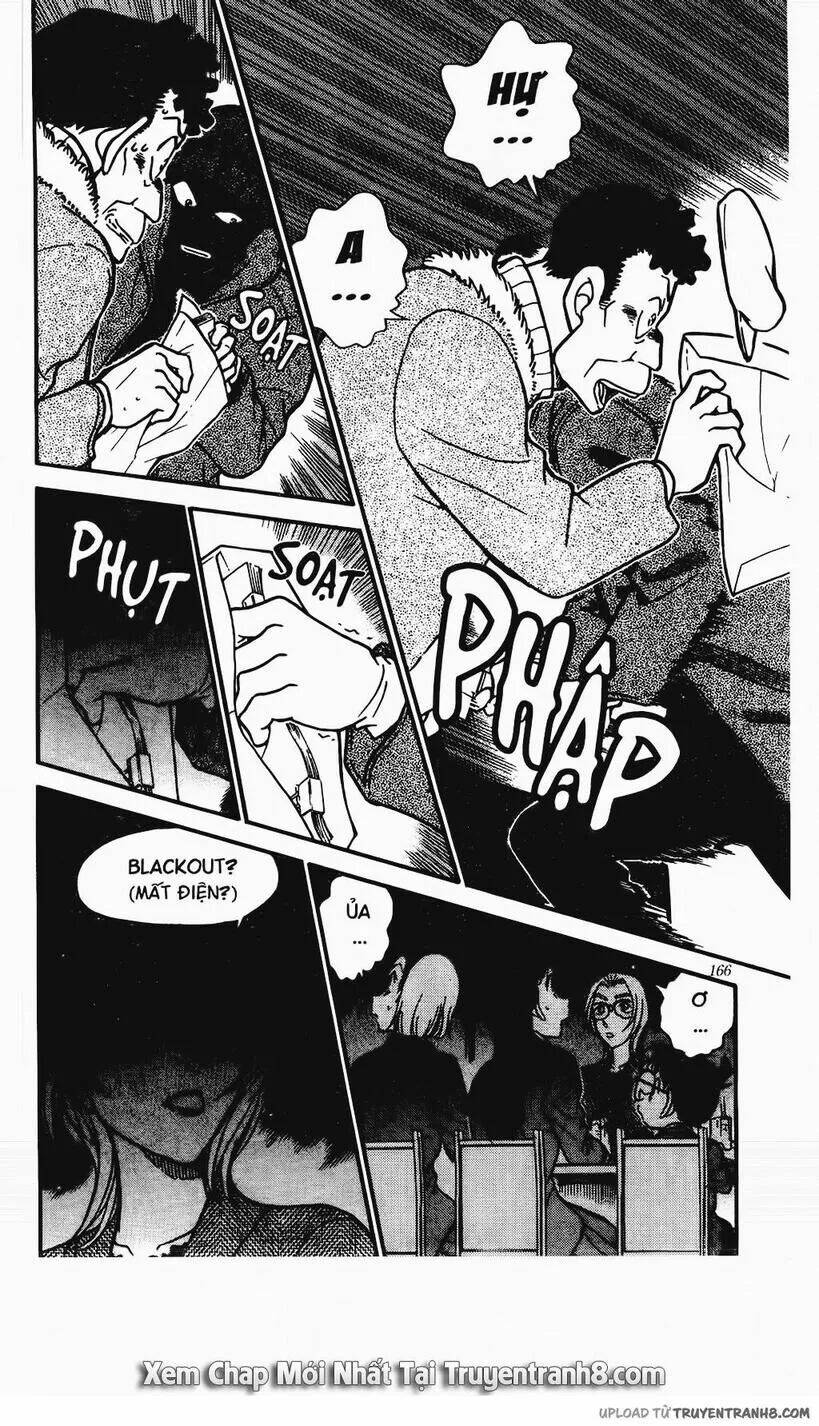 HỰ
...
A
...
SOẠT
PHẬP
SOẠT
PHỤT
BLACKOUT?
(MẤT ĐIỆN?)
ỦA
...
166
Ơ
...
Xem Chap Mới Nhất Tại Truyentranh8.com
UPLOAD TỪ TRUYENTRANH8.COM